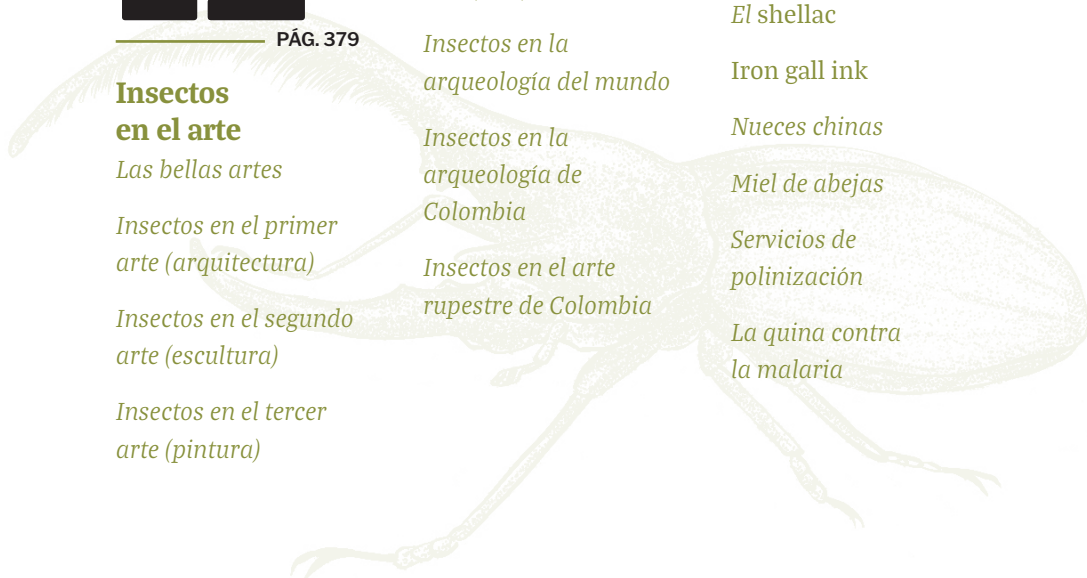 PÁG. 379
Insectos
en el arte
Las bellas artes
Insectos en el primer
arte (arquitectura)
Insectos en el segundo
arte (escultura)
Insectos en el tercer
arte (pintura)
Insectos en la
arqueología del mundo
Insectos en la
arqueología de
Colombia
Insectos en el arte
rupestre de Colombia
El shellac
Iron gall ink
Nueces chinas
Miel de abejas
Servicios de
polinización
La quina contra
la malaria